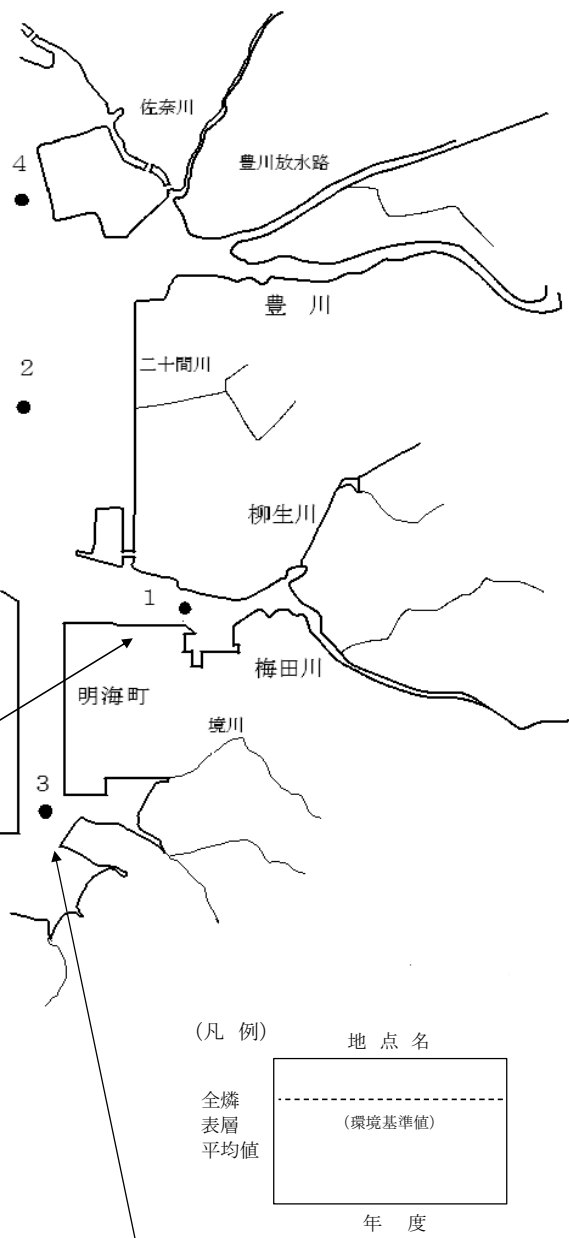 佐奈川
4
豊川放水路
豊 川
2
二十間川
柳生川
1
梅田川
明海町
境川
3
(凡 例)
地 点 名
全燐
表層
平均値
(環境基準値)
年 度